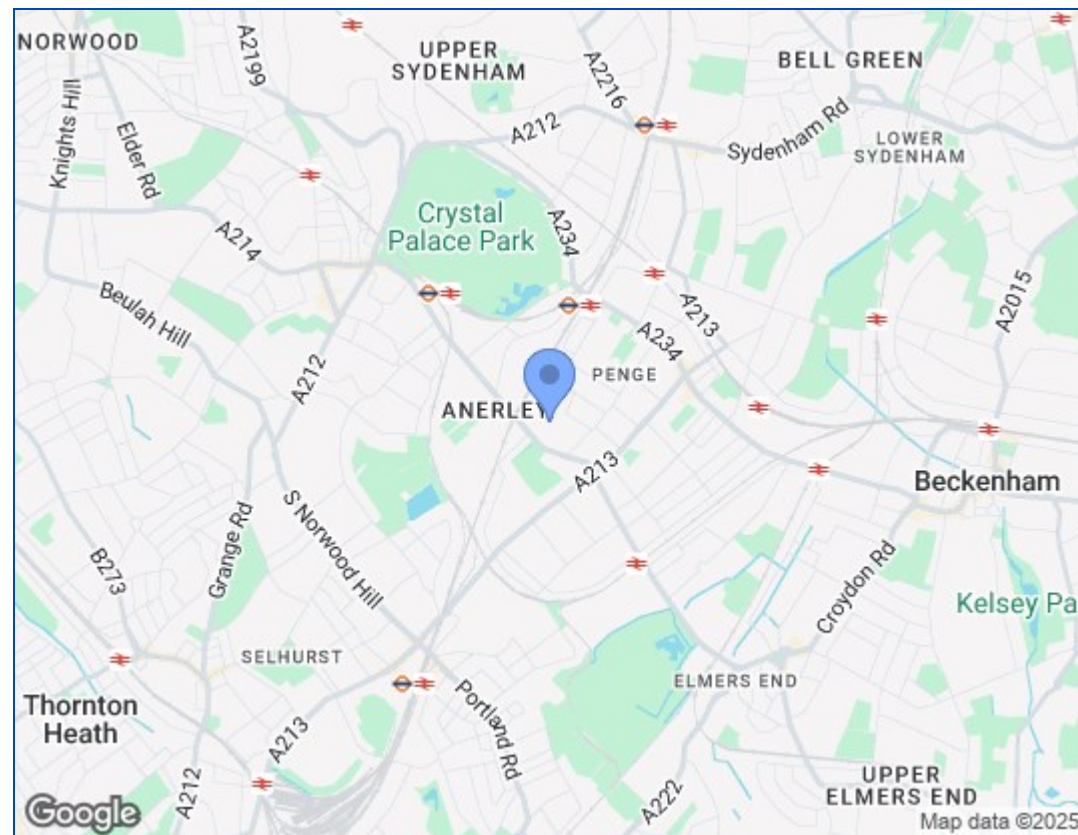 NORWOOD
A2199
UPPER
SYDENHAM
A2216
BELL GREEN
Knights Hill
Elder Rd
A212
Sydenham Rd
LOWER
SYDENHAM
Crystal
Palace Park
A234
A214
Beulah Hill
A213
A2015
A212
A234
PENGE
ANERLEY
A213
Beckenham
S Norwood Hill
Grange Rd
B273
Croydon Rd
Kelsey Pa
SELHURST
ELMERS END
Thornton
Heath
Portland Rd
A213
A212
A222
UPPER
ELMERS END
Google
Map data ©2025